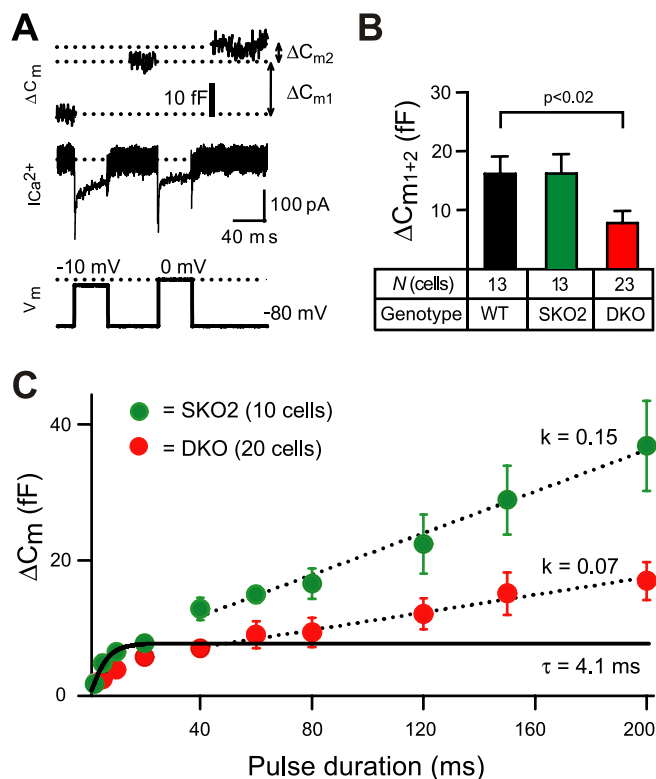 A
ΔCm
10 fF
ΔCm2
ΔCm1
ICa2+
100 pA
40 ms
Vm
-10 mV
0 mV
-80 mV
B
ΔCm1+2 (fF)
30
20
10
p<0.02
N (cells) 13 13 23
Genotype WT SKO2 DKO
C
ΔCm (fF)
40
20
0
= SKO2 (10 cells)
= DKO (20 cells)
k = 0.15
k = 0.07
τ = 4.1 ms
40 80 120 160 200
Pulse duration (ms)